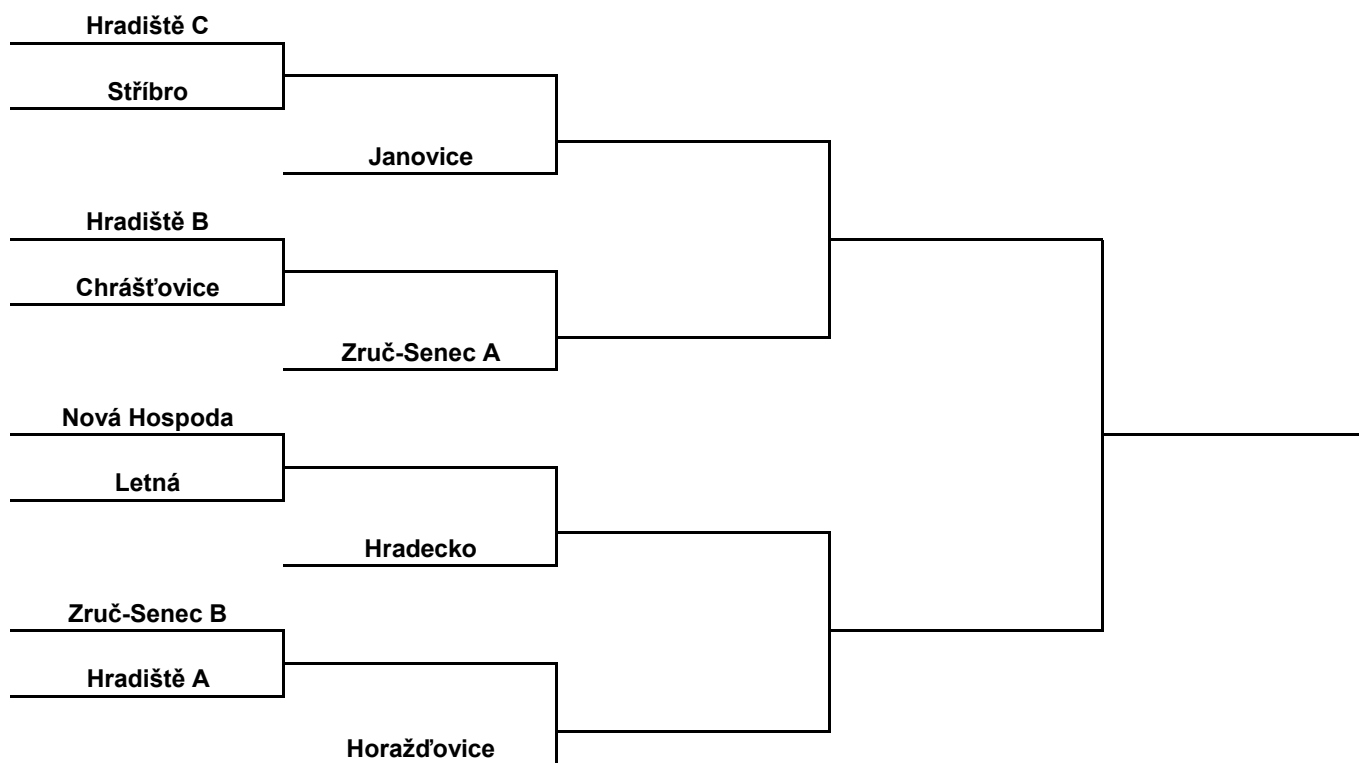 Hradiště C
Stříbro
Janovice
Hradiště B
Chrášťovice
Zruč-Senec A
Nová Hospoda
Letná
Hradecko
Zruč-Senec B
Hradiště A
Horažďovice